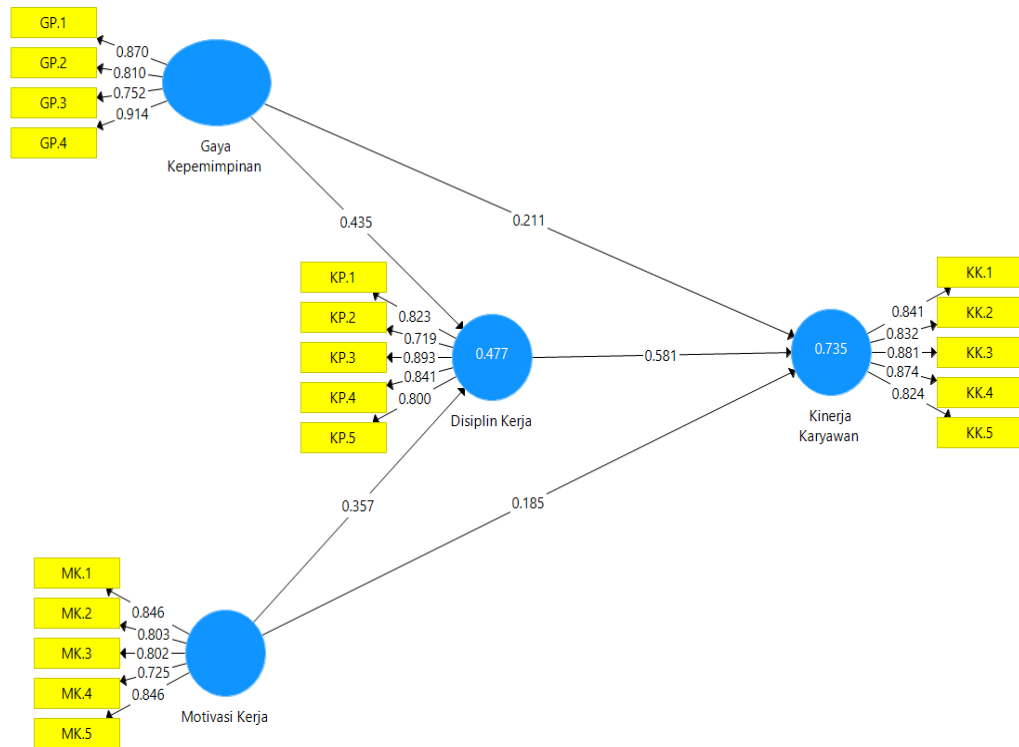 GP.1
GP.2
GP.3
GP.4
0.870
0.810
0.752
0.914
Gaya
Kepemimpinan
0.435
0.211
KP.1
KP.2
KP.3
KP.4
KP.5
0.823
0.719
0.893
0.841
0.800
0.477
Disiplin Kerja
0.581
0.735
Kinerja
Karyawan
0.841
0.832
0.881
0.874
0.824
KK.1
KK.2
KK.3
KK.4
KK.5
0.357
0.185
MK.1
MK.2
MK.3
MK.4
MK.5
0.846
0.803
0.802
0.725
0.846
Motivasi Kerja